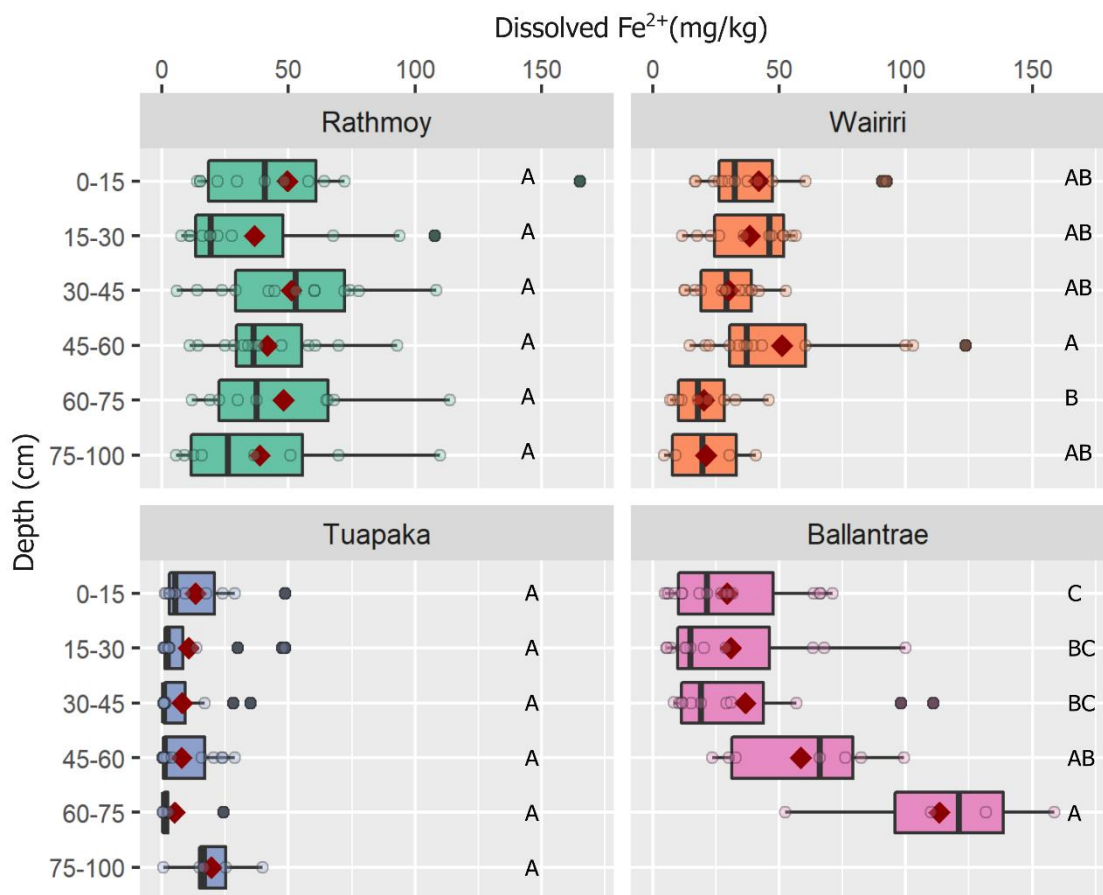 Dissolved Fe²⁺(mg/kg)
0 50 100 150 0 50 100 150
Rathmoy Wairiri
0-15 A AB
15-30 A AB
30-45 A AB
45-60 A A
60-75 A B
75-100 A AB
Depth (cm)
Tuapaka Ballantrae
0-15 A C
15-30 A BC
30-45 A BC
45-60 A AB
60-75 A A
75-100 A